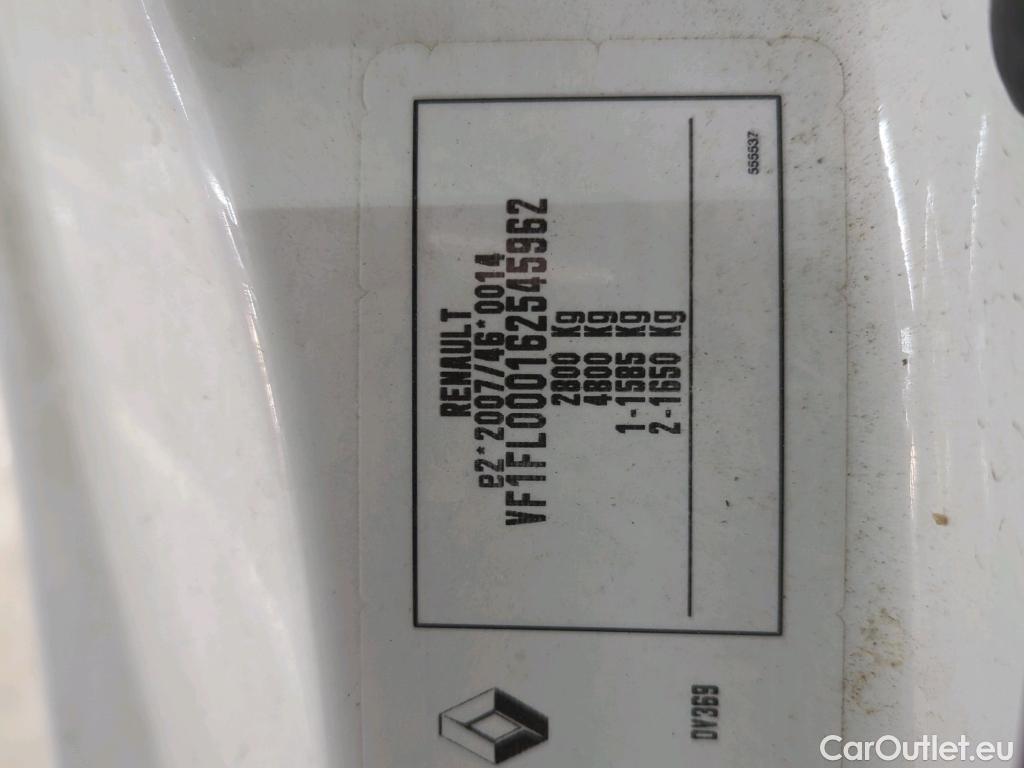 RENAULT
e2*2007/46*0014
VF1FL000162545962
2800 Kg
4800 Kg
1-1585 Kg
2-1650 Kg
555537
DV369
CarOutlet.eu